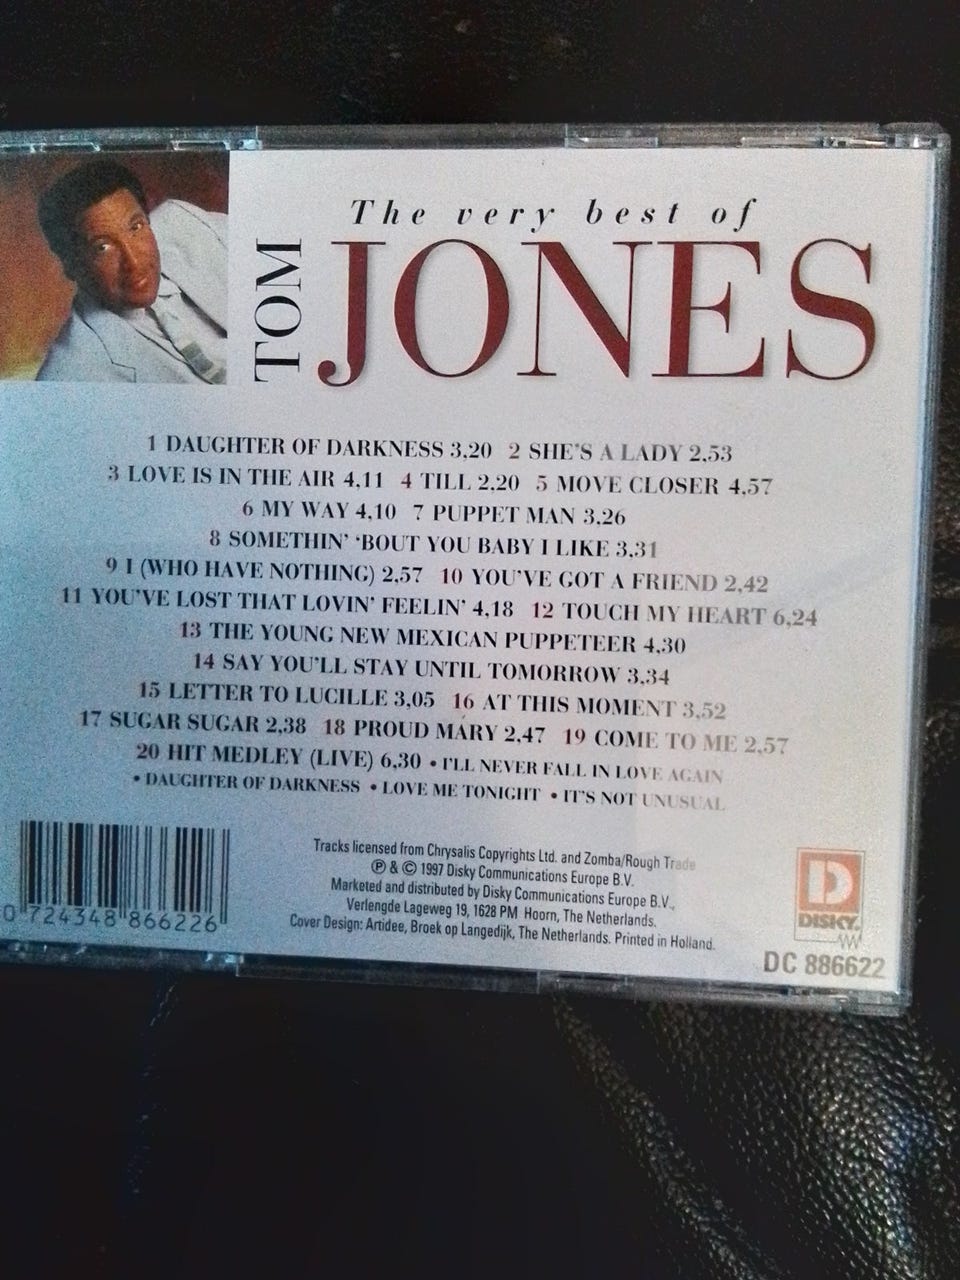 The very best of
TOM
JONES
1 DAUGHTER OF DARKNESS 3,20 2 SHE'S A LADY 2,53
3 LOVE IS IN THE AIR 4,11 4 TILL 2,20 5 MOVE CLOSER 4,57
6 MY WAY 4,10 7 PUPPET MAN 3,26
8 SOMETHIN' 'BOUT YOU BABY I LIKE 3,31
9 I (WHO HAVE NOTHING) 2,57 10 YOU'VE GOT A FRIEND 2,42
11 YOU'VE LOST THAT LOVIN' FEELIN' 4,18 12 TOUCH MY HEART 6,24
13 THE YOUNG NEW MEXICAN PUPPETEER 4,30
14 SAY YOU'LL STAY UNTIL TOMORROW 3,34
15 LETTER TO LUCILLE 3,05 16 AT THIS MOMENT 3,52
17 SUGAR SUGAR 2,38 18 PROUD MARY 2,47 19 COME TO ME 2,57
20 HIT MEDLEY (LIVE) 6,30 • I'LL NEVER FALL IN LOVE AGAIN
• DAUGHTER OF DARKNESS • LOVE ME TONIGHT • IT'S NOT UNUSUAL
Tracks licensed from Chrysalis Copyrights Ltd. and Zomba/Rough Trade
℗ & © 1997 Disky Communications Europe B.V.
Marketed and distributed by Disky Communications Europe B.V.,
Verlengde Lageweg 19, 1628 PM Hoorn, The Netherlands.
Cover Design: Artidee, Broek op Langedijk, The Netherlands. Printed in Holland.
0 724348 866226
D
DISKY
DC 886622